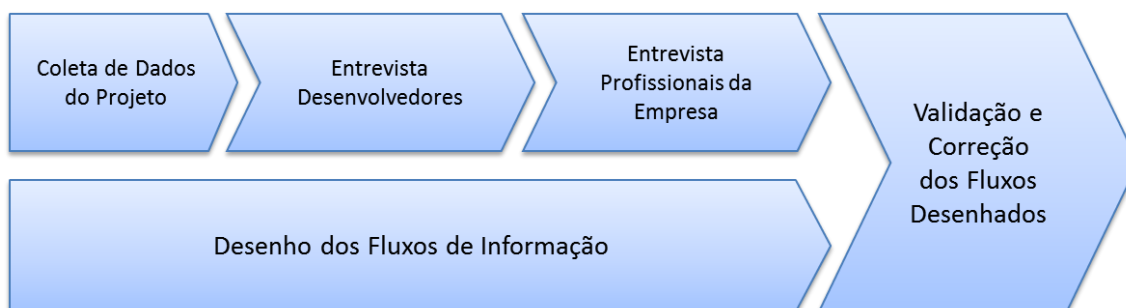 Coleta de Dados
do Projeto
Entrevista
Desenvolvedores
Entrevista
Profissionais da
Empresa
Validação e
Correção
dos Fluxos
Desenhados
Desenho dos Fluxos de Informação